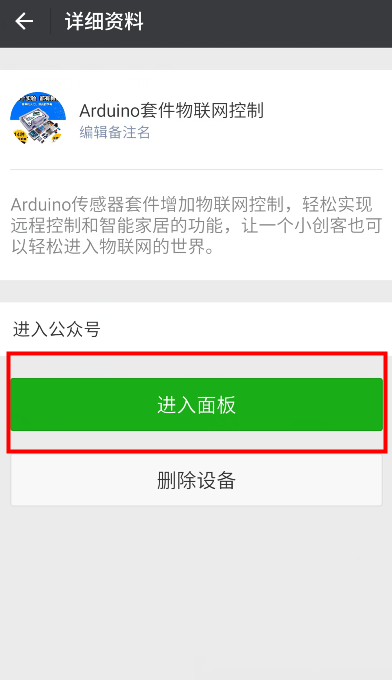 详细资料
Arduino套件物联网控制
编辑备注名
Arduino传感器套件增加物联网控制，轻松实现
远程控制和智能家居的功能，让一个小创客也可
以轻松进入物联网的世界。
进入公众号
进入面板
删除设备